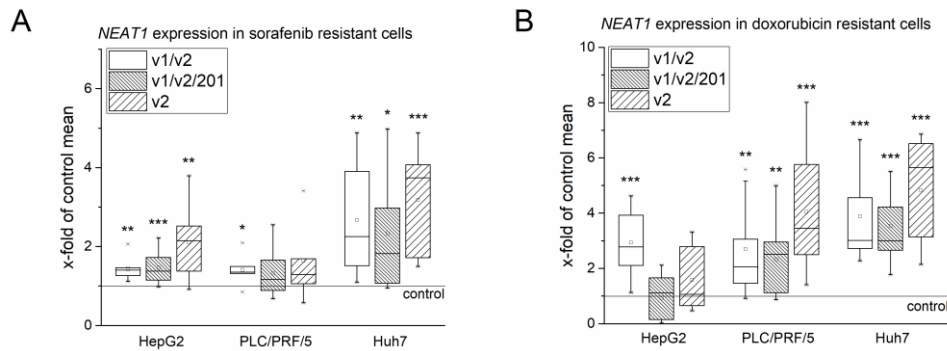 A
NEAT1 expression in sorafenib resistant cells
v1/v2
v1/v2/201
v2
x-fold of control mean
6
4
2
0
**
***
**
*
**
*
***
control
HepG2
PLC/PRF/5
Huh7
B
NEAT1 expression in doxorubicin resistant cells
v1/v2
v1/v2/201
v2
x-fold of control mean
10
8
6
4
2
0
***
**
**
***
***
***
***
control
HepG2
PLC/PRF/5
Huh7